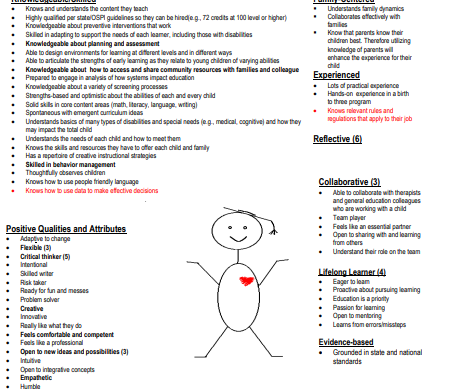 Knowledgeable/Skilled
Knows and understands the content they teach
Highly qualified per state/OSPI guidelines so they can be hired(e.g., 72 credits at 100 level or higher)
Knowledgeable about preventive interventions that work
Skilled in adapting to support the needs of each learner, including those with disabilities
Knowledgeable about planning and assessment
Able to design environments for learning at different levels and in different ways
Able to articulate the strengths of early learning as they relate to young children of varying abilities
Knowledgeable about how to access and share community resources with families and colleague
Prepared to engage in analysis of how systems impact education
Knowledgeable about a variety of screening processes
Strengths-based and optimistic about the abilities of each and every child
Solid skills in core content areas (math, literacy, language, writing)
Spontaneous with emergent curriculum ideas
Understands basics of many types of disabilities and special needs (e.g., medical, cognitive) and how they
may impact the total child
Understands the needs of each child and how to meet them
Knows the skills and resources they have to offer each child and family
Has a repertoire of creative instructional strategies
Skilled in behavior management
Thoughtfully observes children
Knows how to use people friendly language
Knows how to use data to make effective decisions
Family-Centered
Understands family dynamics
Collaborates effectively with
families
Know that parents know their
children best. Therefore utilizing
knowledge of parents will
enhance the experience for their
child
Experienced
Lots of practical experience
Hands-on experience in a birth
to three program
Knows relevant rules and
regulations that apply to their job
Reflective (6)
Collaborative (3)
Able to collaborate with therapists
and general education colleagues
who are working with a child
Team player
Feels like an essential partner
Open to sharing with and learning
from others
Understand their role on the team
Lifelong Learner (4)
Eager to learn
Proactive about pursuing learning
Education is a priority
Passion for learning
Open to mentoring
Learns from errors/missteps
Evidence-based
Grounded in state and national
standards
Positive Qualities and Attributes
Adaptive to change
Flexible (3)
Critical thinker (5)
Intentional
Skilled writer
Risk taker
Ready for fun and messes
Problem solver
Creative
Innovative
Really like what they do
Feels comfortable and competent
Feels like a professional
Open to new ideas and possibilities (3)
Intuitive
Open to integrative concepts
Empathetic
Humble